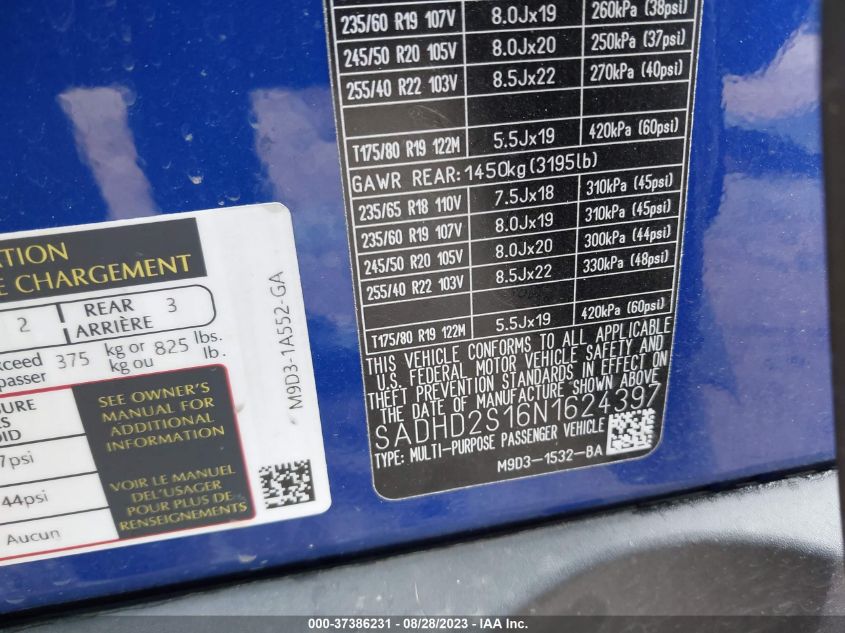 235/60 R19 107V 8.0Jx19 260kPa (38psi)
245/50 R20 105V 8.0Jx20 250kPa (37psi)
255/40 R22 103V 8.5Jx22 270kPa (40psi)
T175/80 R19 122M 5.5Jx19 420kPa (60psi)
GAWR REAR: 1450kg (3195lb)
235/65 R18 110V 7.5Jx18 310kPa (45psi)
235/60 R19 107V 8.0Jx19 310kPa (45psi)
245/50 R20 105V 8.0Jx20 300kPa (44psi)
255/40 R22 103V 8.5Jx22 330kPa (48psi)
T175/80 R19 122M 5.5Jx19 420kPa (60psi)
THIS VEHICLE CONFORMS TO ALL APPLICABLE
U.S. FEDERAL MOTOR VEHICLE SAFETY AND
THEFT PREVENTION STANDARDS IN EFFECT ON
THE DATE OF MANUFACTURE SHOWN ABOVE
SADHD2S16N1624397
TYPE: MULTI-PURPOSE PASSENGER VEHICLE
M9D3-1532-BA
ATION
E CHARGEMENT
2 REAR 3
ARRIÈRE
xceed 375 kg or 825 lbs.
passer kg ou lb.
SURE
ES
OID
7psi
44psi
Aucun
SEE OWNER'S
MANUAL FOR
ADDITIONAL
INFORMATION
VOIR LE MANUEL
DEL'USAGER
POUR PLUS DE
RENSEIGNEMENTS
M9D3-1A552-GA
000-37386231 - 08/28/2023 - IAA Inc.